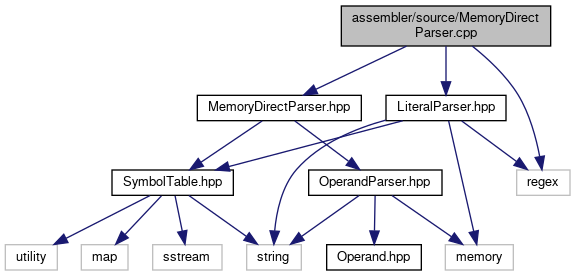 assembler/source/MemoryDirect
Parser.cpp
MemoryDirectParser.hpp
LiteralParser.hpp
SymbolTable.hpp
OperandParser.hpp
regex
utility
map
sstream
string
Operand.hpp
memory